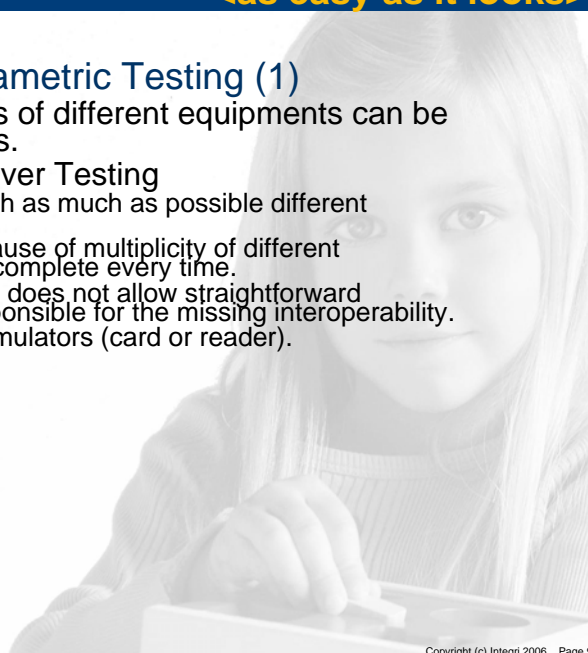 <as easy as it looks>
ametric Testing (1)
s of different equipments can be
s.
ver Testing
h as much as possible different
ause of multiplicity of different
complete every time.
does not allow straightforward
ponsible for the missing interoperability.
mulators (card or reader).
Copyright (c) Integri 2006 Page